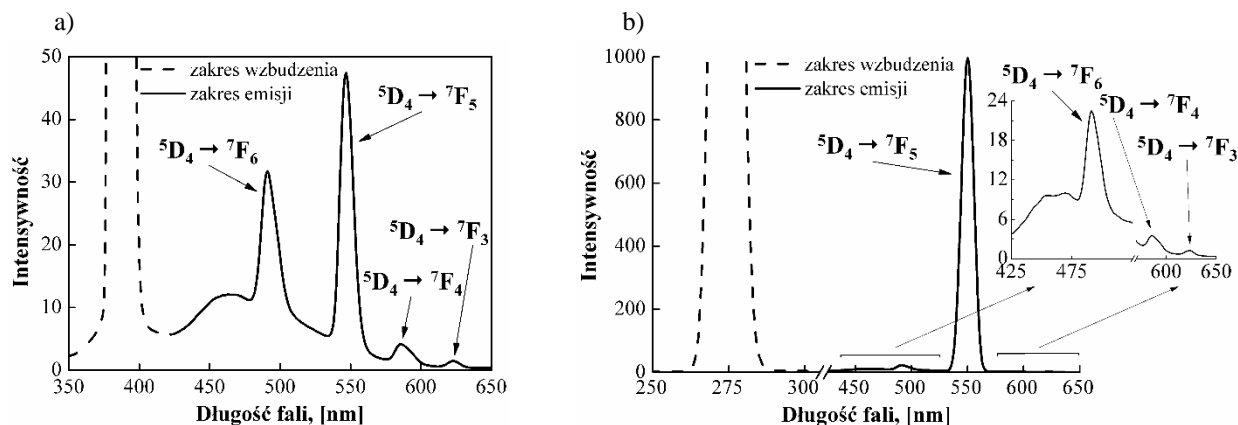 a)
50
40
30
20
10
0
Intensywność
zakres wzbudzenia
zakres emisji
⁵D₄ → ⁷F₅
⁵D₄ → ⁷F₆
⁵D₄ → ⁷F₃
⁵D₄ → ⁷F₄
350 400 450 500 550 600 650
Długość fali, [nm]
b)
1000
800
600
400
200
0
Intensywność
zakres wzbudzenia
zakres emisji
⁵D₄ → ⁷F₅
⁵D₄ → ⁷F₆
⁵D₄ → ⁷F₄
⁵D₄ → ⁷F₃
24
18
12
6
0
425 475 600 650
250 275 300 450 500 550 600 650
Długość fali, [nm]